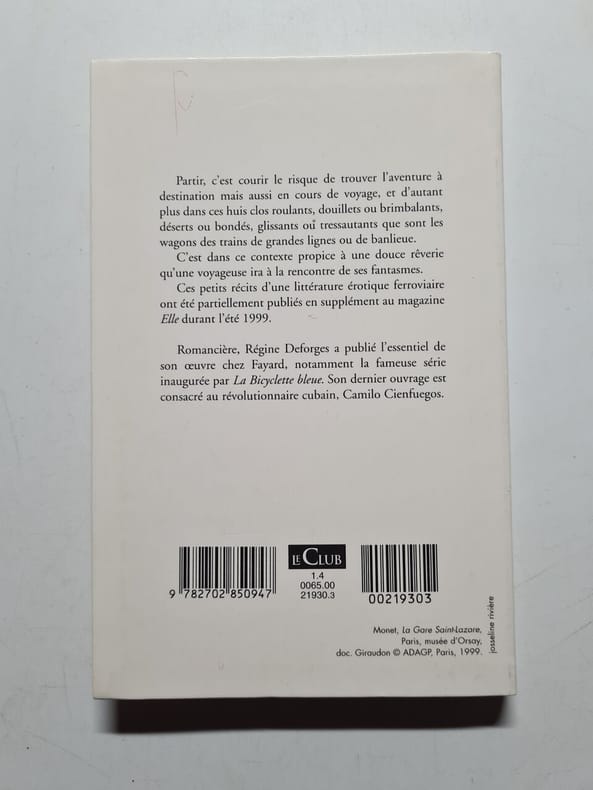 Partir, c'est courir le risque de trouver l'aventure à
destination mais aussi en cours de voyage, et d'autant
plus dans ces huis clos roulants, douillets ou brimbalants,
déserts ou bondés, glissants ou tressautants que sont les
wagons des trains de grandes lignes ou de banlieue.
C'est dans ce contexte propice à une douce rêverie
qu'une voyageuse ira à la rencontre de ses fantasmes.
Ces petits récits d'une littérature érotique ferroviaire
ont été partiellement publiés en supplément au magazine
Elle durant l'été 1999.
Romancière, Régine Deforges a publié l'essentiel de
son œuvre chez Fayard, notamment la fameuse série
inaugurée par La Bicyclette bleue. Son dernier ouvrage est
consacré au révolutionnaire cubain, Camilo Cienfuegos.
9 782702 850947
LE CLUB
1.4
0065.00
21930.3
00219303
Monet, La Gare Saint-Lazare,
Paris, musée d'Orsay,
doc. Giraudon © ADAGP, Paris, 1999.
josseline rivière